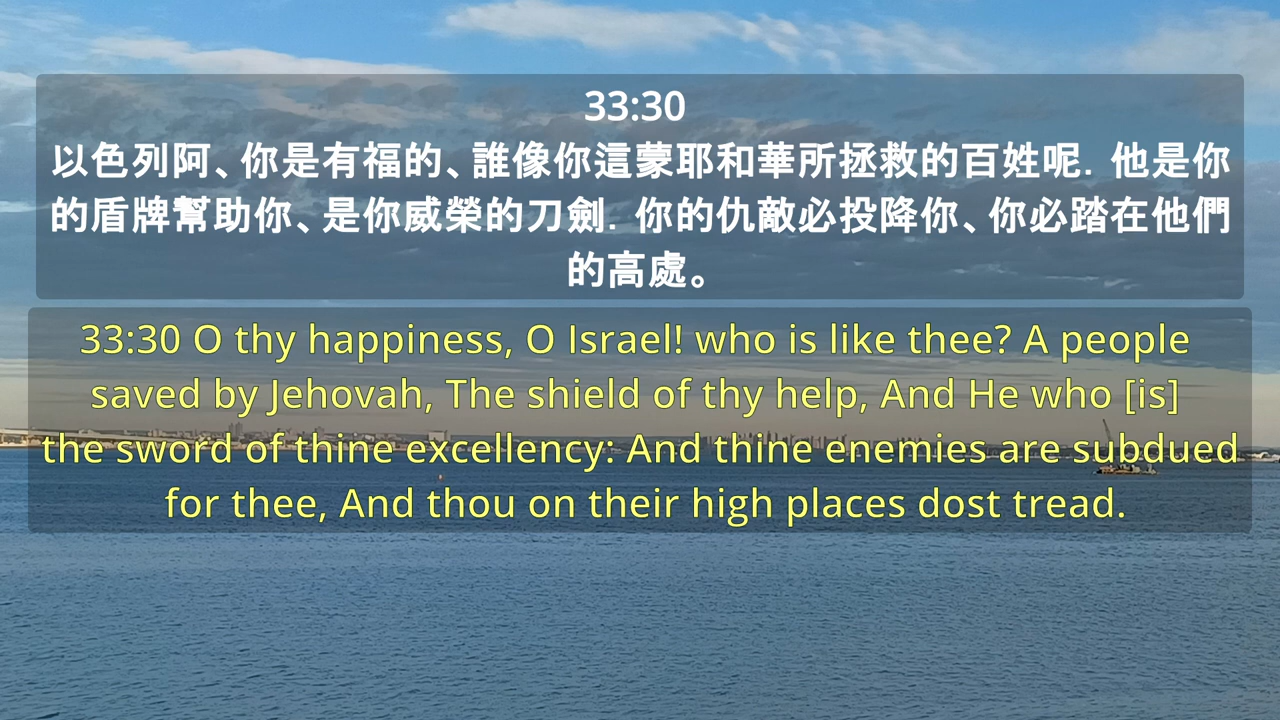 33:30
以色列阿、你是有福的、誰像你這蒙耶和華所拯救的百姓呢．他是你
的盾牌幫助你、是你威榮的刀劍．你的仇敵必投降你、你必踏在他們
的高處。
33:30 O thy happiness, O Israel! who is like thee? A people
saved by Jehovah, The shield of thy help, And He who [is]
the sword of thine excellency: And thine enemies are subdued
for thee, And thou on their high places dost tread.